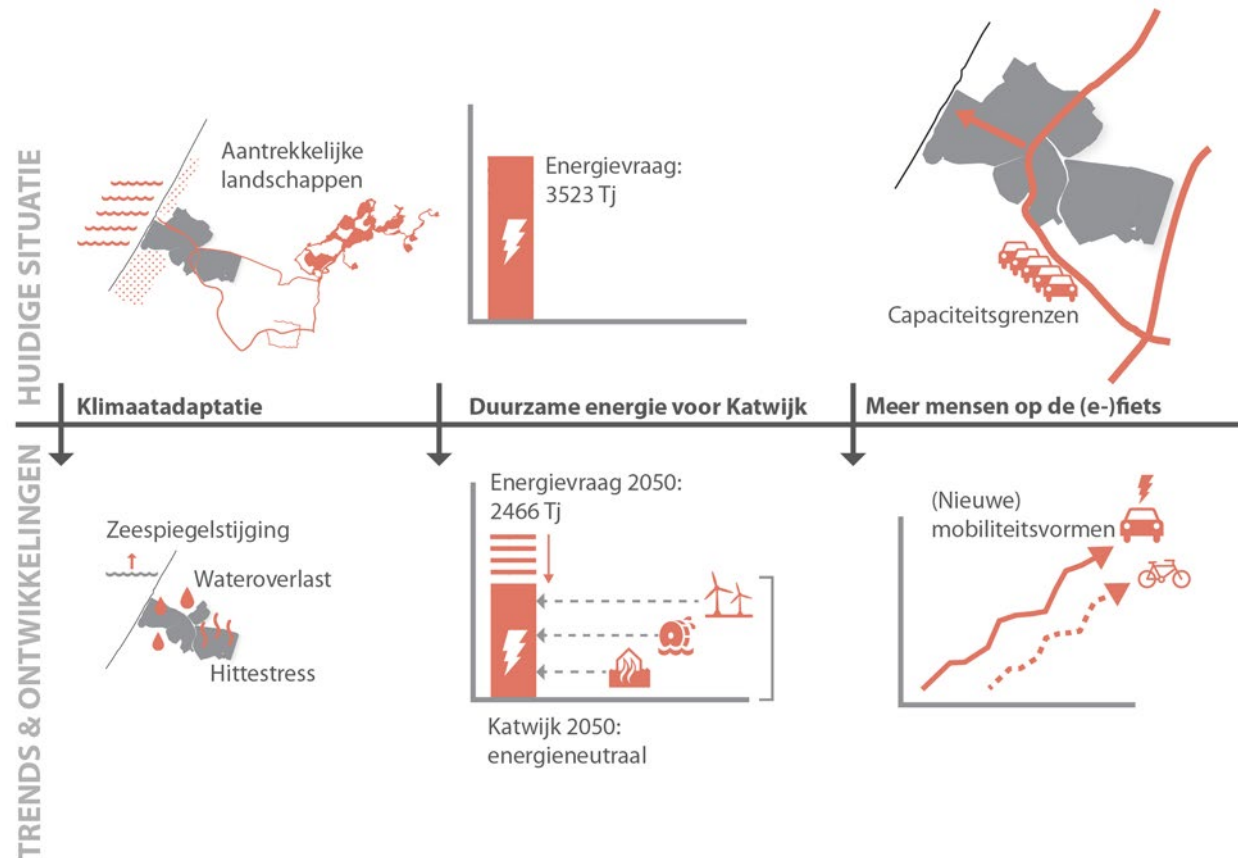 HUIDIGE SITUATIE
Aantrekkelijke
landschappen
Energievraag:
3523 Tj
Capaciteitsgrenzen
Klimaatadaptatie
Duurzame energie voor Katwijk
Meer mensen op de (e-)fiets
TRENDS & ONTWIKKELINGEN
Zeespiegelstijging
Wateroverlast
Hittestress
Energievraag 2050:
2466 Tj
Katwijk 2050:
energieneutraal
(Nieuwe)
mobiliteitsvormen